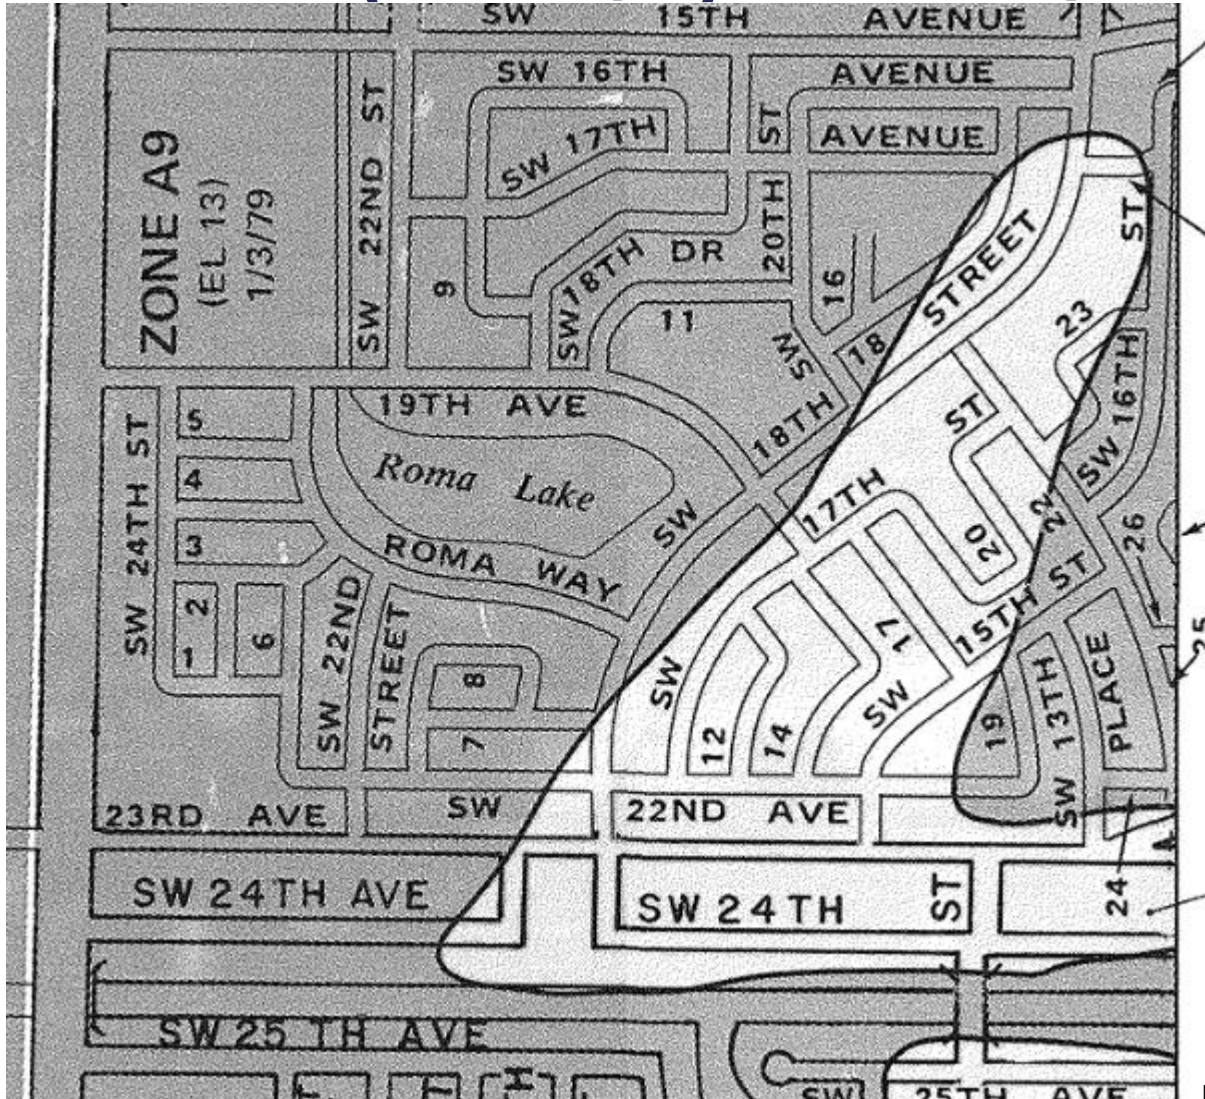 SW 15TH AVENUE
SW 16TH AVENUE
SW 17TH AVENUE
SW 22ND ST
ZONE A9
(EL 13)
1/3/79
20TH ST
ST
SW 18TH DR
STREET
9
16
11
SW
18
23
SW 16TH
19TH AVE
18TH
ST
5
SW 24TH ST
4
Roma Lake
SW
17TH
22
26
3
ROMA WAY
20
15TH ST
2
1
6
SW 22ND
STREET
8
SW
17
SW
25
7
12
14
19
SW 13TH
PLACE
23RD AVE
SW 22ND AVE
SW 24TH AVE
SW 24TH
ST
24
SW 25TH AVE
H
SW 25TH AVE